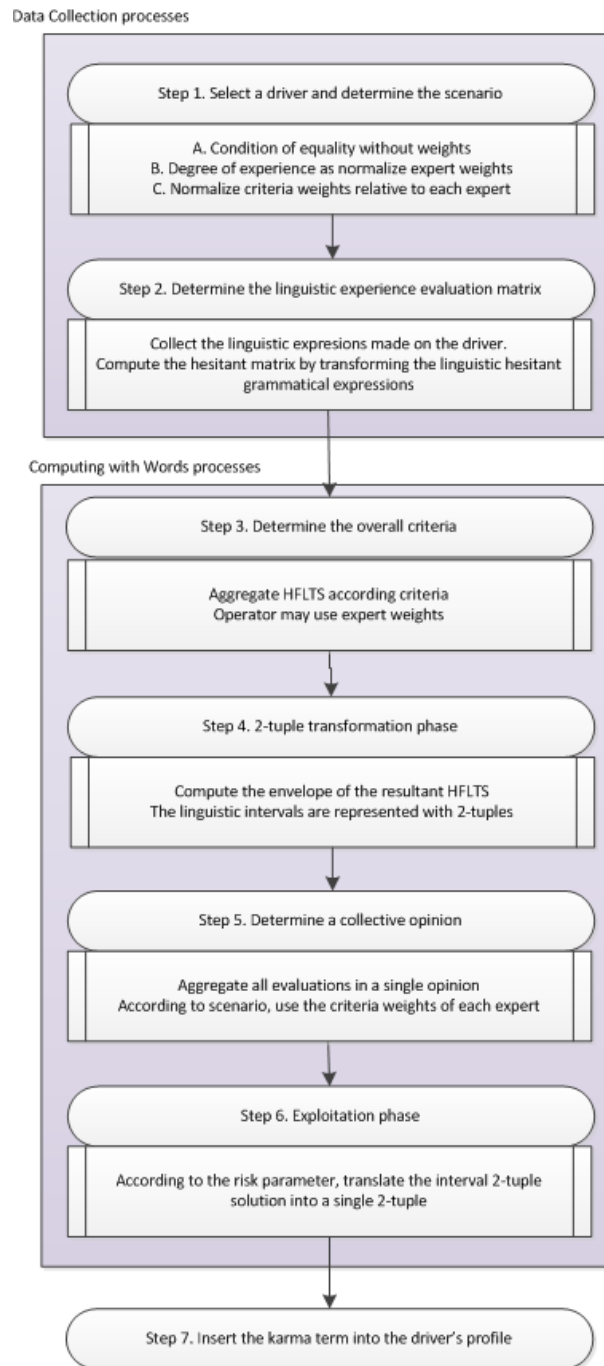 Data Collection processes
Step 1. Select a driver and determine the scenario
A. Condition of equality without weights
B. Degree of experience as normalize expert weights
C. Normalize criteria weights relative to each expert
Step 2. Determine the linguistic experience evaluation matrix
Collect the linguistic expresions made on the driver.
Compute the hesitant matrix by transforming the linguistic hesitant
grammatical expressions
Computing with Words processes
Step 3. Determine the overall criteria
Aggregate HFLTS according criteria
Operator may use expert weights
Step 4. 2-tuple transformation phase
Compute the envelope of the resultant HFLTS
The linguistic intervals are represented with 2-tuples
Step 5. Determine a collective opinion
Aggregate all evaluations in a single opinion
According to scenario, use the criteria weights of each expert
Step 6. Exploitation phase
According to the risk parameter, translate the interval 2-tuple
solution into a single 2-tuple
Step 7. Insert the karma term into the driver's profile